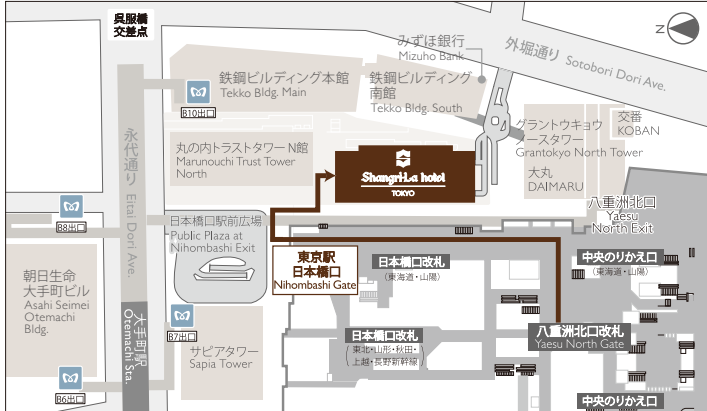 呉服橋
交差点
みずほ銀行
Mizuho Bank
外堀通り Sotobori Dori Ave.
N
鉄鋼ビルディング本館
Tekko Bldg. Main
鉄鋼ビルディング
南館
Tekko Bldg. South
B10出口
グラントウキョウ
ノースタワー
Grantokyo North Tower
交番
KOBAN
大丸
DAIMARU
丸の内トラストタワー N館
Marunouchi Trust Tower
North
Shangri-La hotel
TOKYO
永代通り Eitai Dori Ave.
八重洲北口
Yaesu
North Exit
B8出口
日本橋口駅前広場
Public Plaza at
Nihombashi Exit
東京駅
日本橋口
Nihombashi Gate
日本橋口改札
(東海道・山陽)
中央のりかえ口
(東海道・山陽)
朝日生命
大手町ビル
Asahi Seimei
Otemachi
Bldg.
大手町駅
Otemachi Sta.
B7出口
サピアタワー
Sapia Tower
日本橋口改札
(東北・山形・秋田・
上越・長野新幹線)
八重洲北口改札
Yaesu North Gate
B6出口
中央のりかえ口